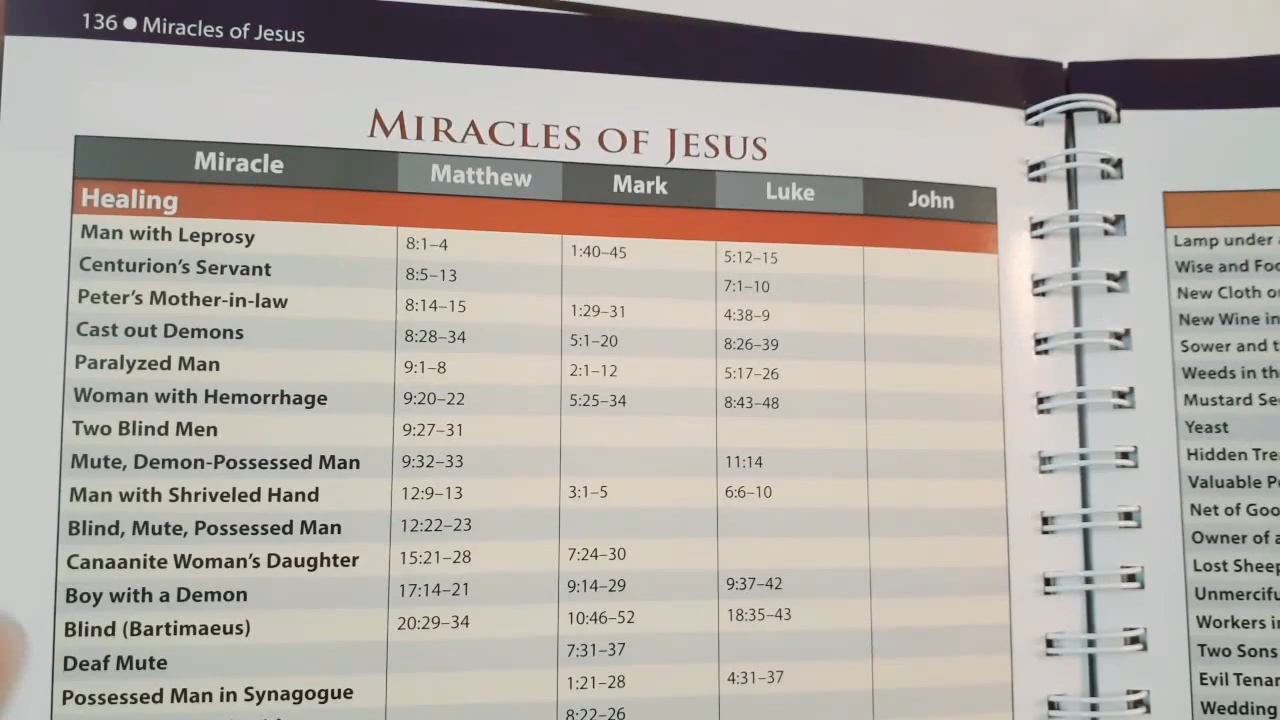 136 ● Miracles of Jesus
MIRACLES OF JESUS
Miracle Matthew Mark Luke John
Healing
Man with Leprosy 8:1–4 1:40–45 5:12–15
Centurion's Servant 8:5–13 7:1–10
Peter's Mother-in-law 8:14–15 1:29–31 4:38–9
Cast out Demons 8:28–34 5:1–20 8:26–39
Paralyzed Man 9:1–8 2:1–12 5:17–26
Woman with Hemorrhage 9:20–22 5:25–34 8:43–48
Two Blind Men 9:27–31
Mute, Demon-Possessed Man 9:32–33 11:14
Man with Shriveled Hand 12:9–13 3:1–5 6:6–10
Blind, Mute, Possessed Man 12:22–23
Canaanite Woman's Daughter 15:21–28 7:24–30
Boy with a Demon 17:14–21 9:14–29 9:37–42
Blind (Bartimaeus) 20:29–34 10:46–52 18:35–43
Deaf Mute 7:31–37
Possessed Man in Synagogue 1:21–28 4:31–37
8:22–26
Lamp under
Wise and
New Cloth
New Wine in
Sower and
Weeds in
Mustard
Yeast
Hidden
Valuable
Net of
Owner of
Lost
Workers
Two Sons
Evil
Wedding